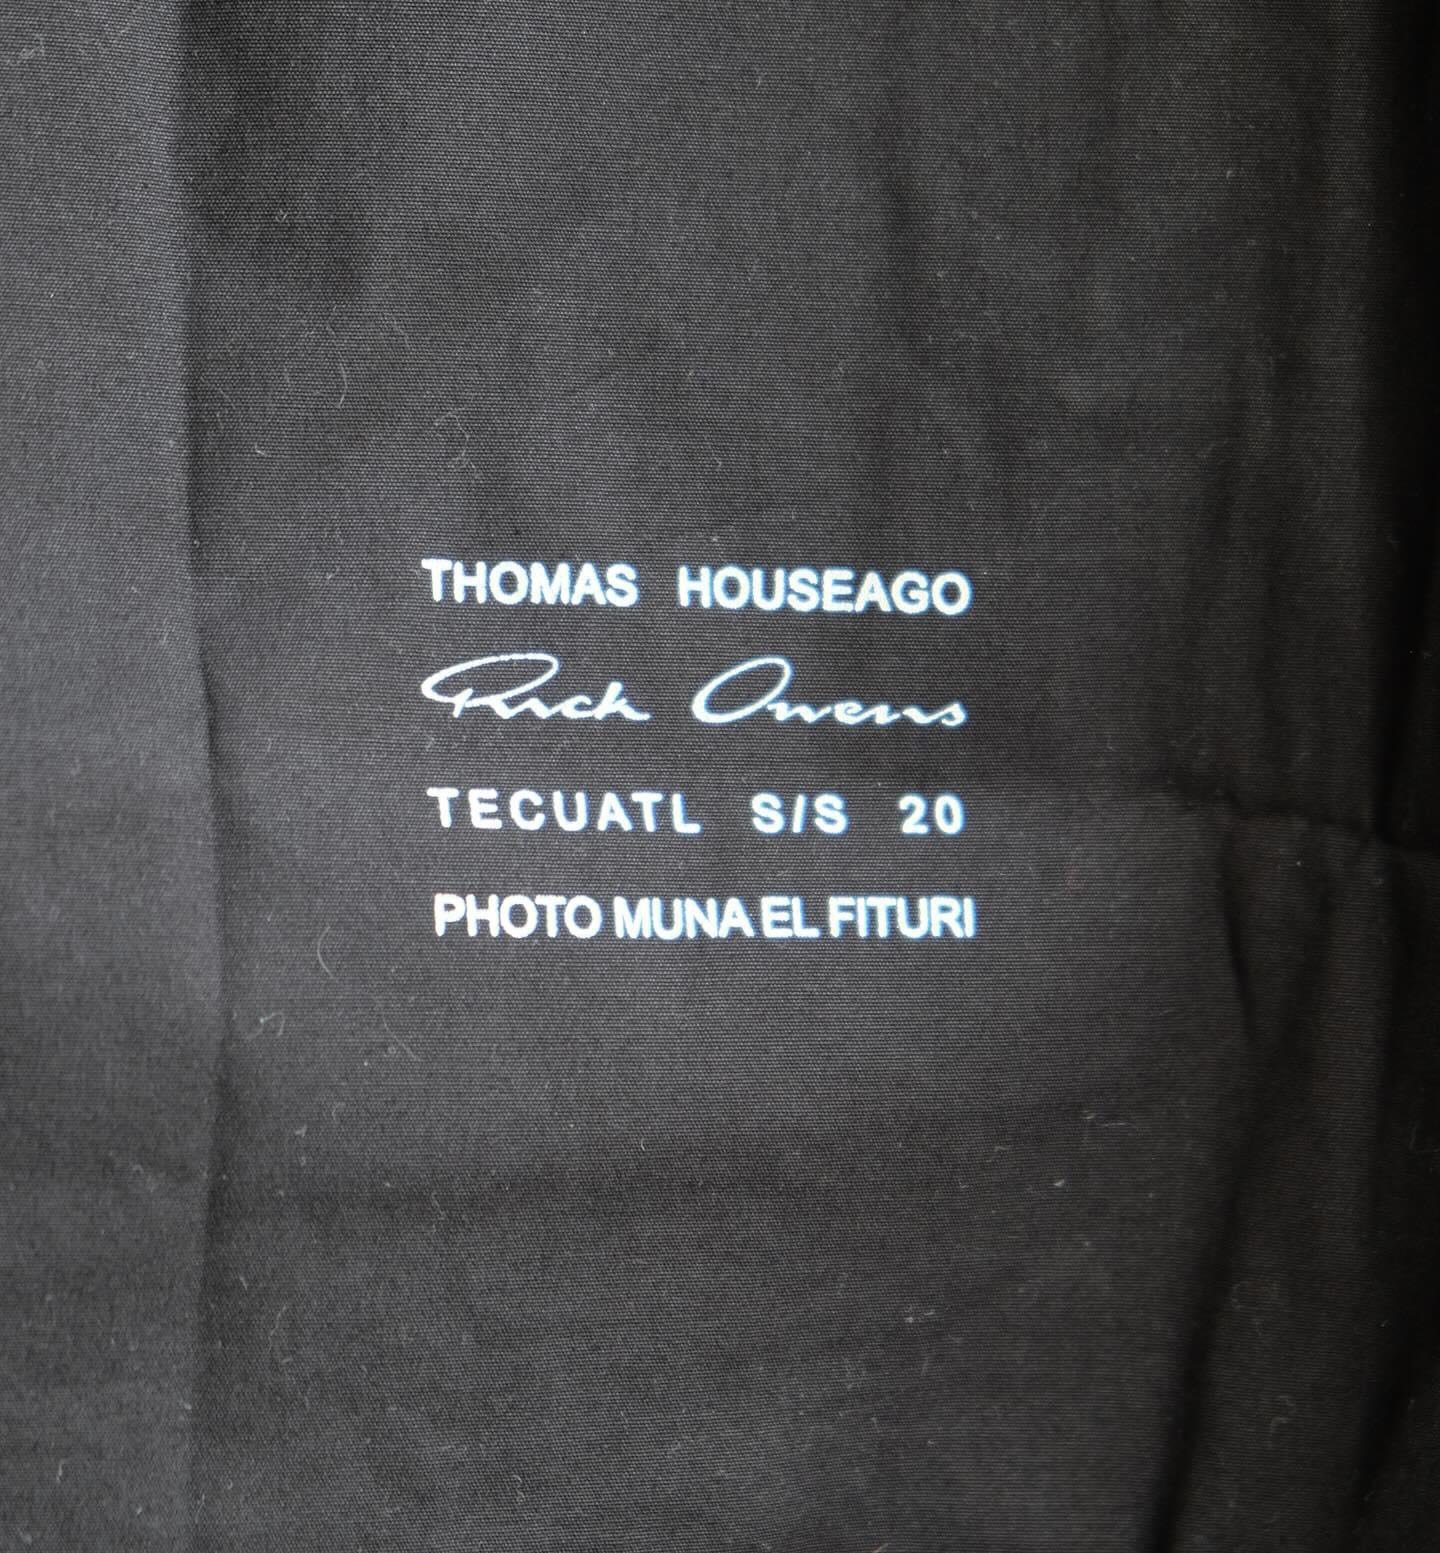 THOMAS HOUSEAGO
Rick Owens
TECUATL S/S 20
PHOTO MUNA EL FITURI